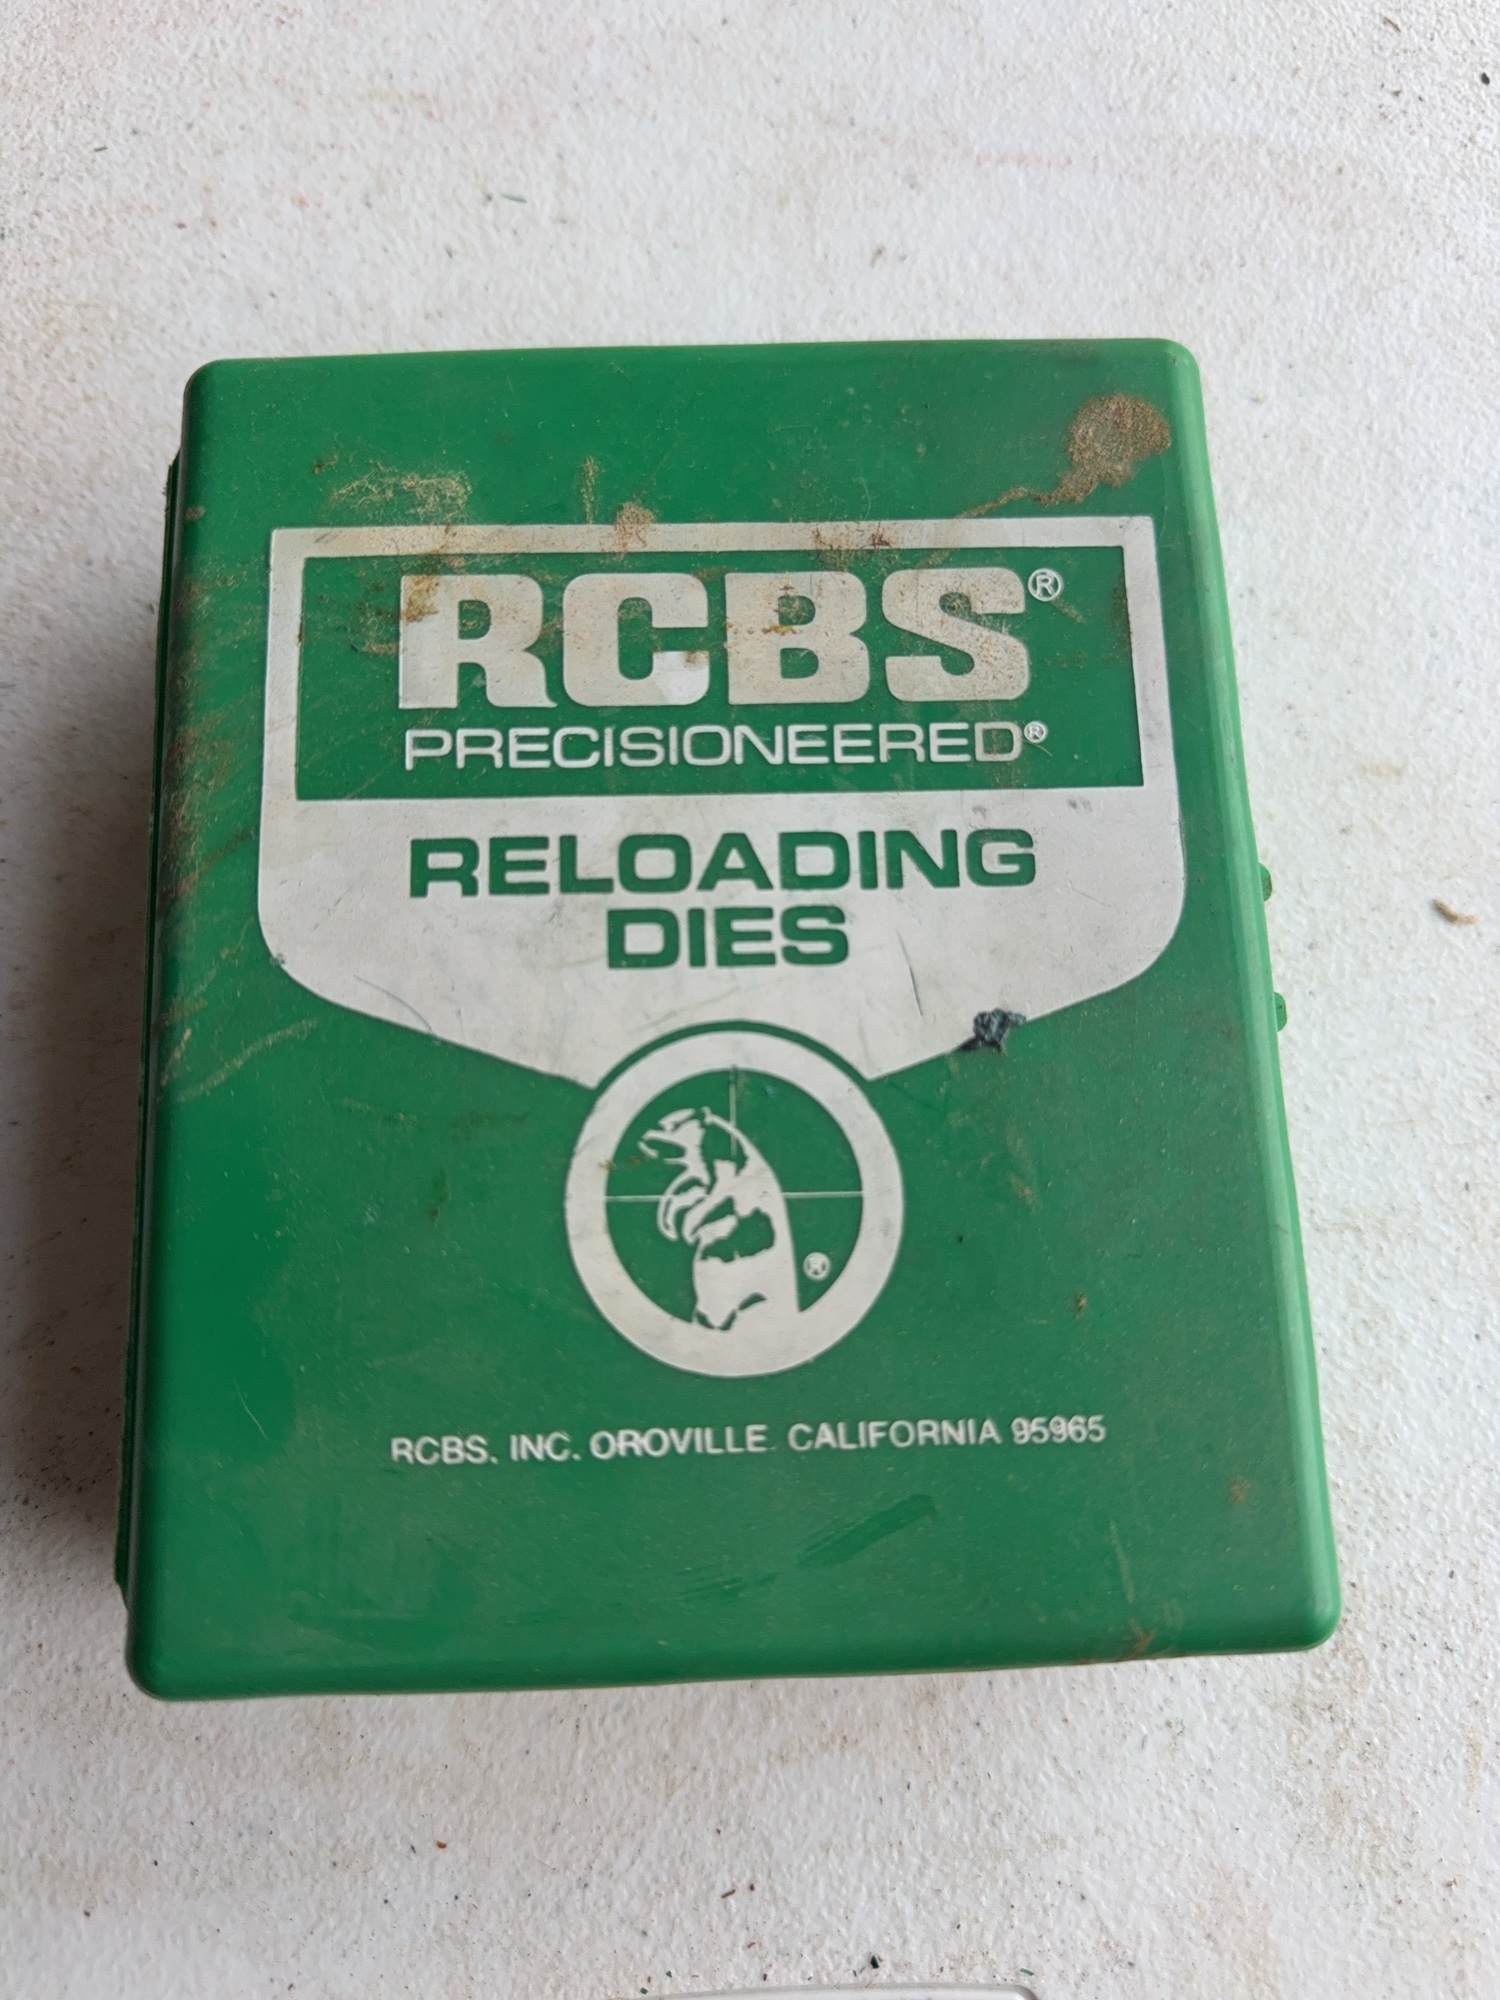 RCBS®
PRECISIONEERED®
RELOADING
DIES
®
RCBS, INC. OROVILLE, CALIFORNIA 95965